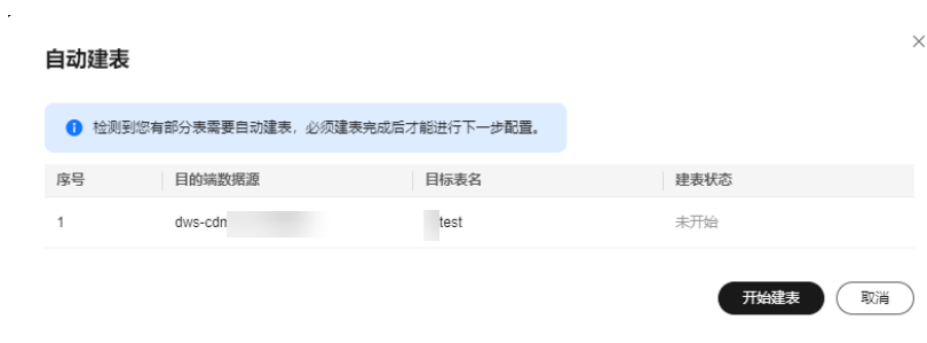 自动建表
检测到您有部分表需要自动建表，必须建表完成后才能进行下一步配置。
序号 目的端数据源 目标表名 建表状态
1 dws-cdm test 未开始
开始建表 取消